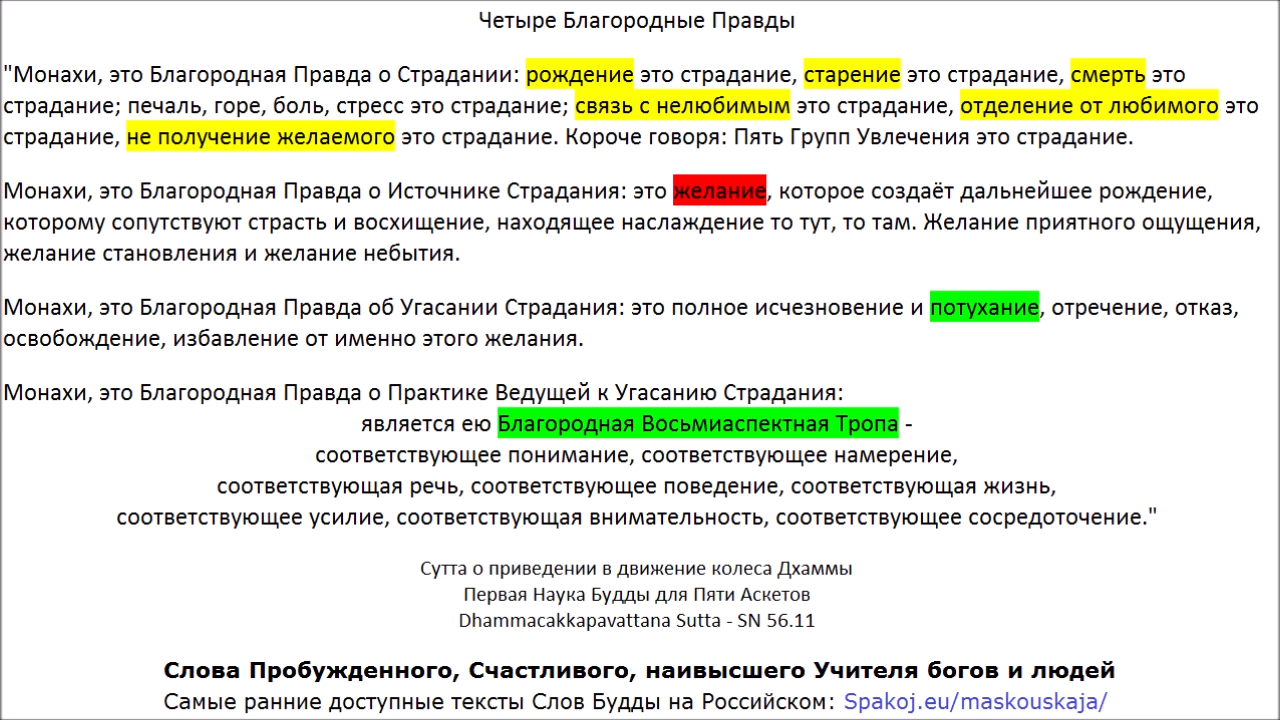 Четыре Благородные Правды
"Монахи, это Благородная Правда о Страдании: рождение это страдание, старение это страдание, смерть это
страдание; печаль, горе, боль, стресс это страдание; связь с нелюбимым это страдание, отделение от любимого это
страдание, не получение желаемого это страдание. Короче говоря: Пять Групп Увлечения это страдание.
Монахи, это Благородная Правда о Источнике Страдания: это желание, которое создаёт дальнейшее рождение,
которому сопутствуют страсть и восхищение, находящее наслаждение то тут, то там. Желание приятного ощущения,
желание становления и желание небытия.
Монахи, это Благородная Правда об Угасании Страдания: это полное исчезновение и потухание, отречение, отказ,
освобождение, избавление от именно этого желания.
Монахи, это Благородная Правда о Практике Ведущей к Угасанию Страдания:
является ею Благородная Восьмиаспектная Тропа -
соответствующее понимание, соответствующее намерение,
соответствующая речь, соответствующее поведение, соответствующая жизнь,
соответствующее усилие, соответствующая внимательность, соответствующее сосредоточение."
Сутта о приведении в движение колеса Дхаммы
Первая Наука Будды для Пяти Аскетов
Dhammacakkapavattana Sutta - SN 56.11
Слова Пробужденного, Счастливого, наивысшего Учителя богов и людей
Самые ранние доступные тексты Слов Будды на Российском: Spakoj.eu/maskouskaja/